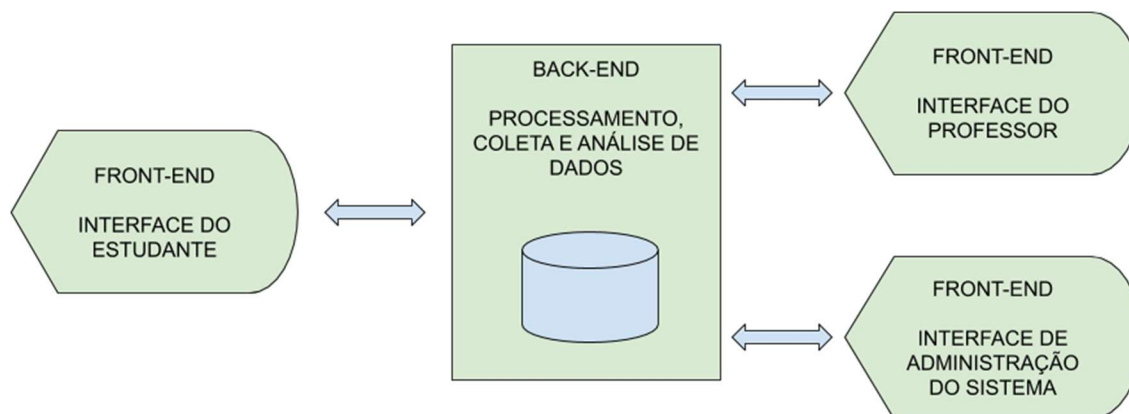 FRONT-END
INTERFACE DO
ESTUDANTE
BACK-END
PROCESSAMENTO,
COLETA E ANÁLISE DE
DADOS
FRONT-END
INTERFACE DO
PROFESSOR
FRONT-END
INTERFACE DE
ADMINISTRAÇÃO
DO SISTEMA